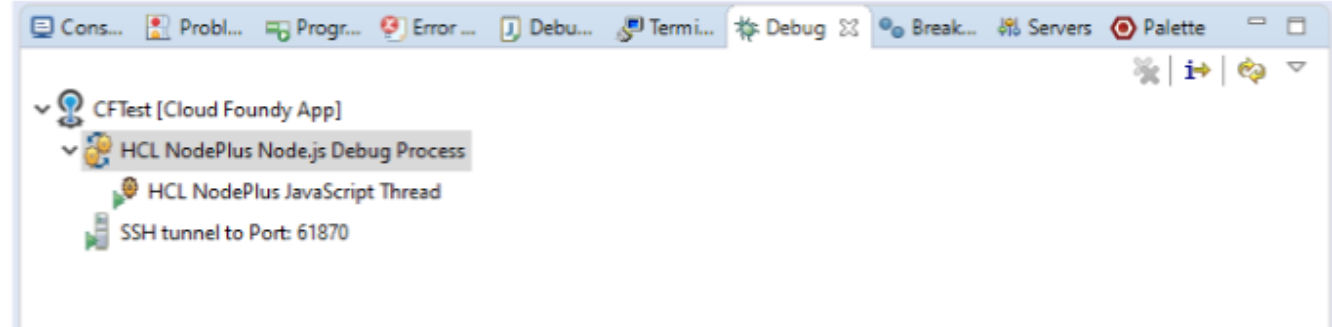 Cons... Probl... Progr... Error ... Debu... Termi... Debug Break... Servers Palette
CFTest [Cloud Foundy App]
HCL NodePlus Node.js Debug Process
HCL NodePlus JavaScript Thread
SSH tunnel to Port: 61870